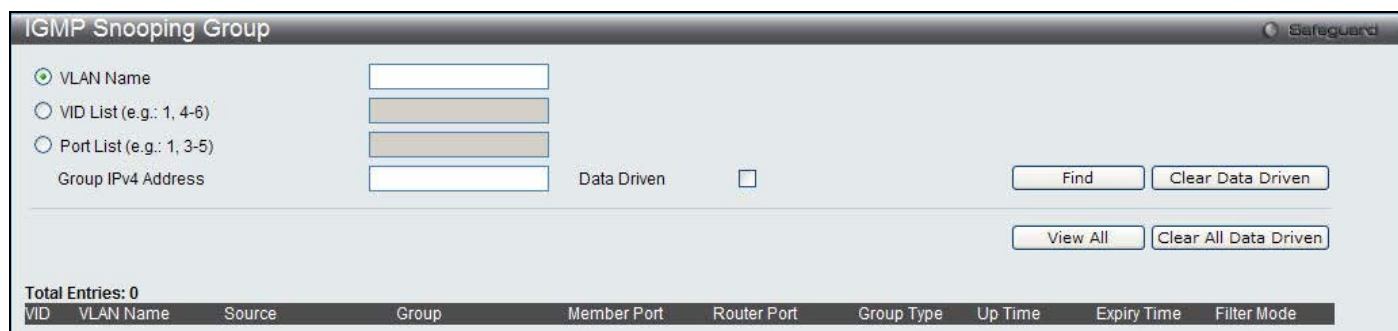 IGMP Snooping Group
Safeguard
VLAN Name
VID List (e.g.: 1, 4-6)
Port List (e.g.: 1, 3-5)
Group IPv4 Address Data Driven Find Clear Data Driven
View All Clear All Data Driven
Total Entries: 0
VID VLAN Name Source Group Member Port Router Port Group Type Up Time Expiry Time Filter Mode